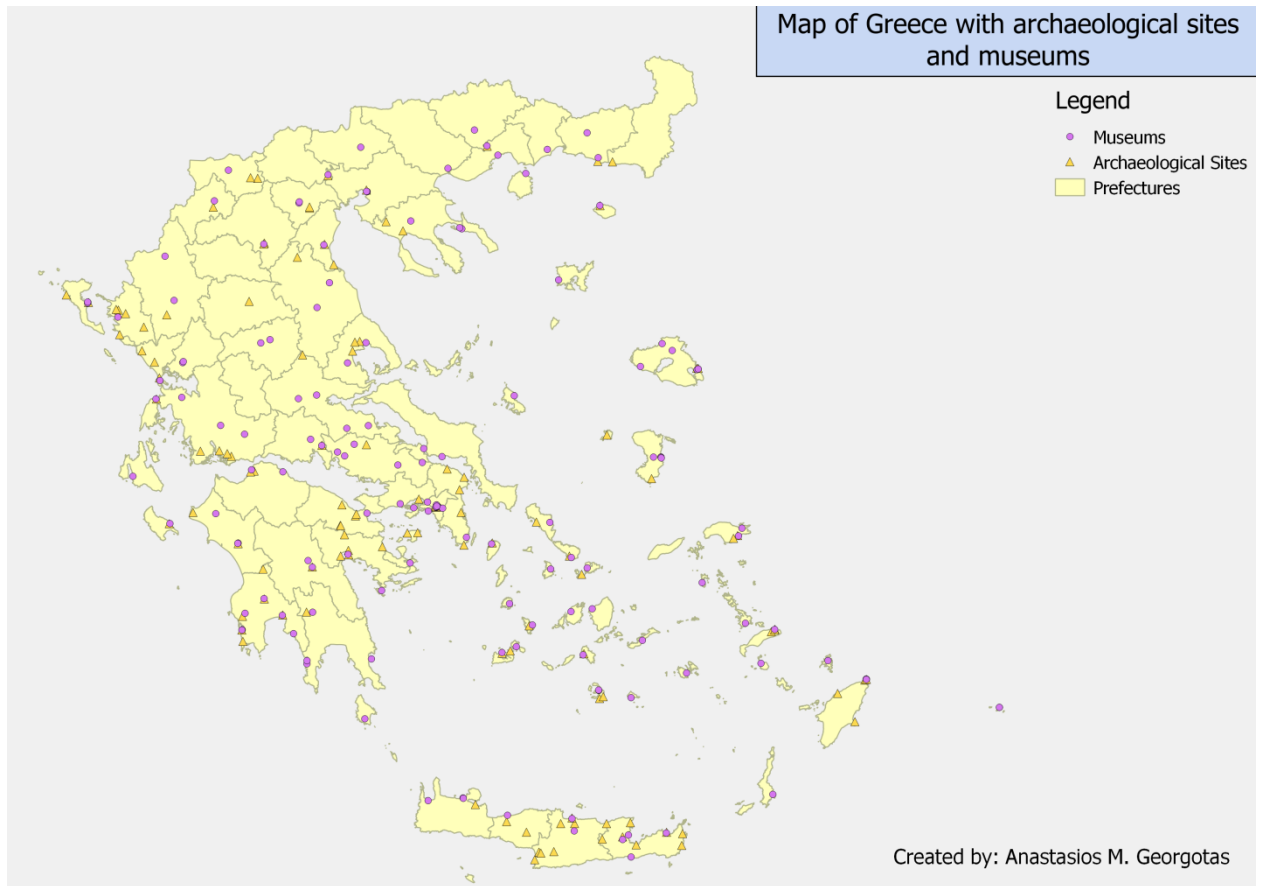 Map of Greece with archaeological sites
and museums
Legend
Museums
Archaeological Sites
Prefectures
Created by: Anastasios M. Georgotas